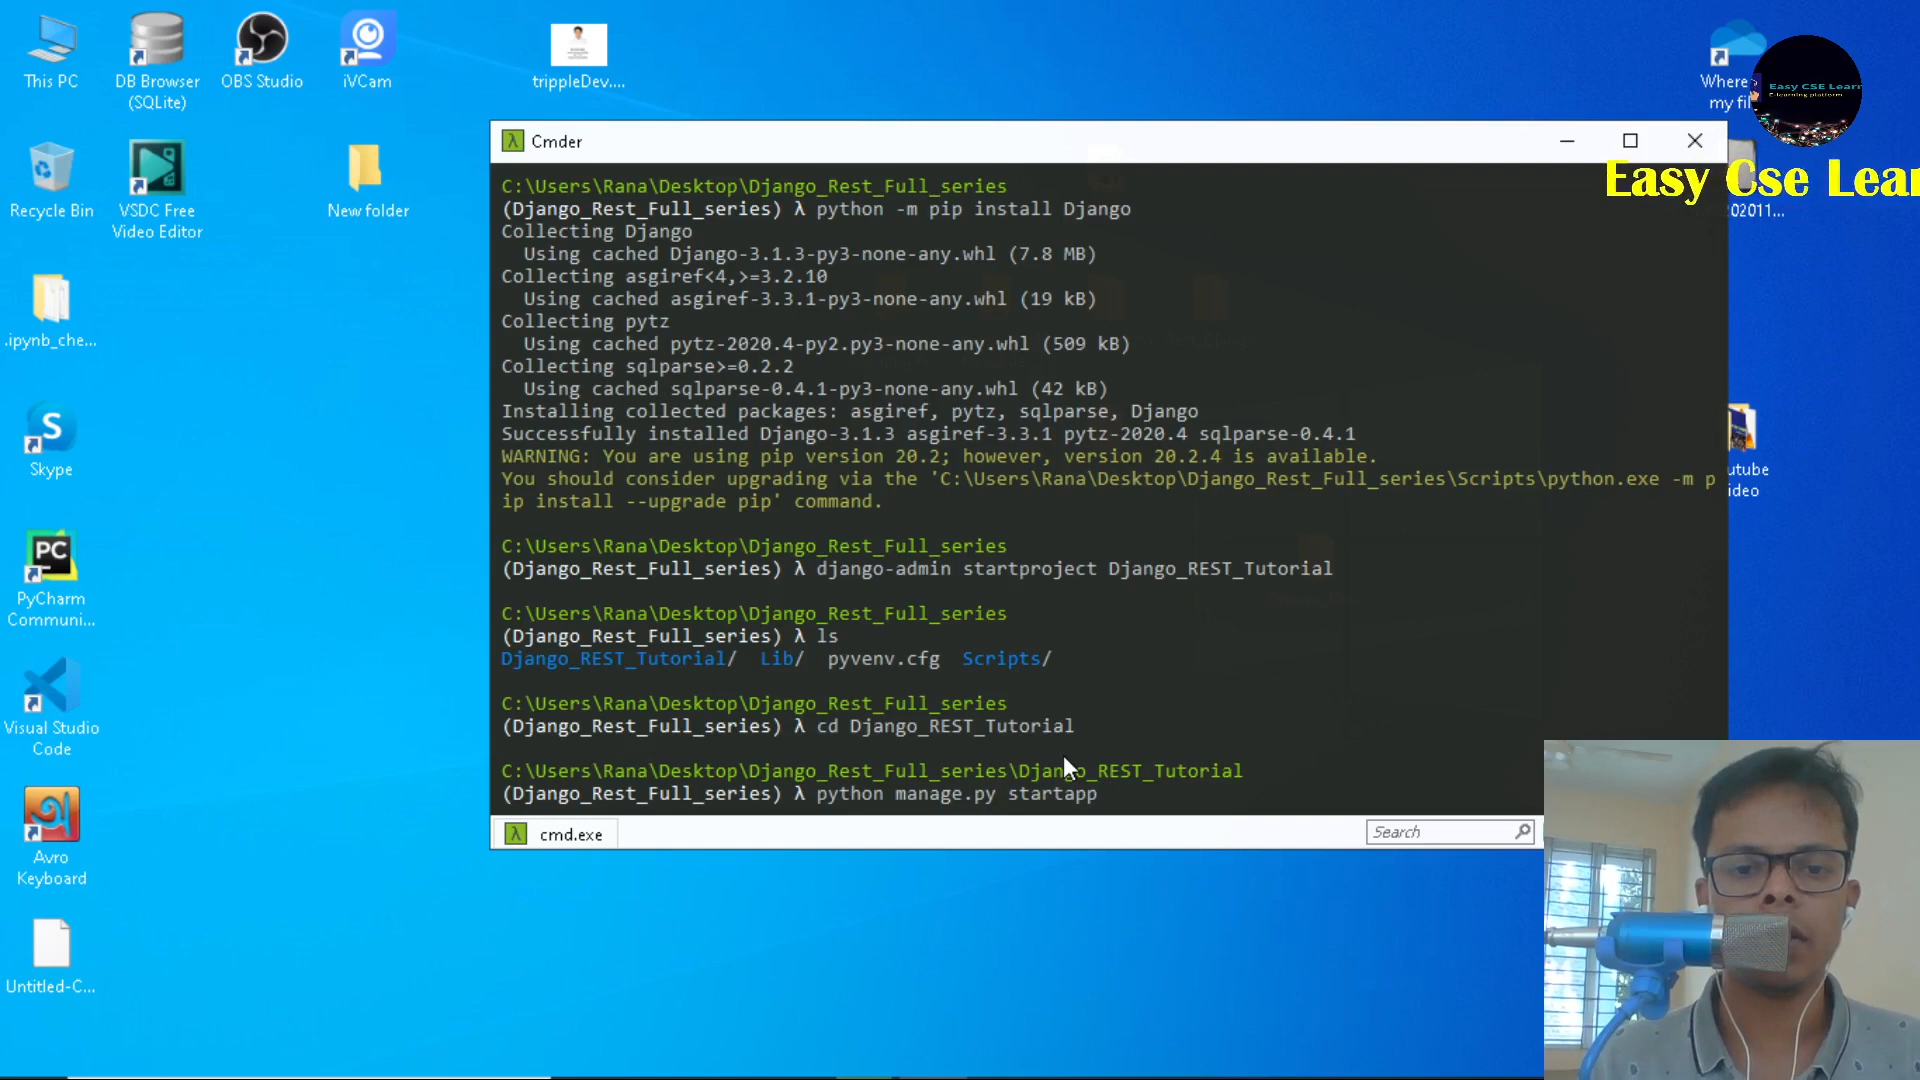 This PC
DB Browser
(SQLite)
OBS Studio
iVCam
trippleDev....
Where
my fil
Easy CSE Learn
E-learning platform
Easy Cse Lear
02011...
Recycle Bin
VSDC Free
Video Editor
New folder
.ipynb_che...
Skype
PC
PyCharm
Communi...
Visual Studio
Code
Avro
Keyboard
Untitled-C...
utube
ideo
Cmder
C:\Users\Rana\Desktop\Django_Rest_Full_series
(Django_Rest_Full_series) λ python -m pip install Django
Collecting Django
Using cached Django-3.1.3-py3-none-any.whl (7.8 MB)
Collecting asgiref<4,>=3.2.10
Using cached asgiref-3.3.1-py3-none-any.whl (19 kB)
Collecting pytz
Using cached pytz-2020.4-py2.py3-none-any.whl (509 kB)
Collecting sqlparse>=0.2.2
Using cached sqlparse-0.4.1-py3-none-any.whl (42 kB)
Installing collected packages: asgiref, pytz, sqlparse, Django
Successfully installed Django-3.1.3 asgiref-3.3.1 pytz-2020.4 sqlparse-0.4.1
WARNING: You are using pip version 20.2; however, version 20.2.4 is available.
You should consider upgrading via the 'C:\Users\Rana\Desktop\Django_Rest_Full_series\Scripts\python.exe -m p
ip install --upgrade pip' command.
C:\Users\Rana\Desktop\Django_Rest_Full_series
(Django_Rest_Full_series) λ django-admin startproject Django_REST_Tutorial
C:\Users\Rana\Desktop\Django_Rest_Full_series
(Django_Rest_Full_series) λ ls
Django_REST_Tutorial/ Lib/ pyvenv.cfg Scripts/
C:\Users\Rana\Desktop\Django_Rest_Full_series
(Django_Rest_Full_series) λ cd Django_REST_Tutorial
C:\Users\Rana\Desktop\Django_Rest_Full_series\Django_REST_Tutorial
(Django_Rest_Full_series) λ python manage.py startapp
cmd.exe
Search